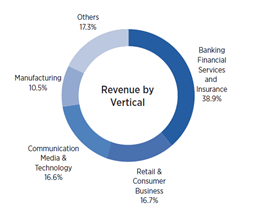 Others
17.3%
Banking
Financial
Services
and
Insurance
38.9%
Manufacturing
10.5%
Revenue by
Vertical
Communication
Media &
Technology
16.6%
Retail &
Consumer
Business
16.7%